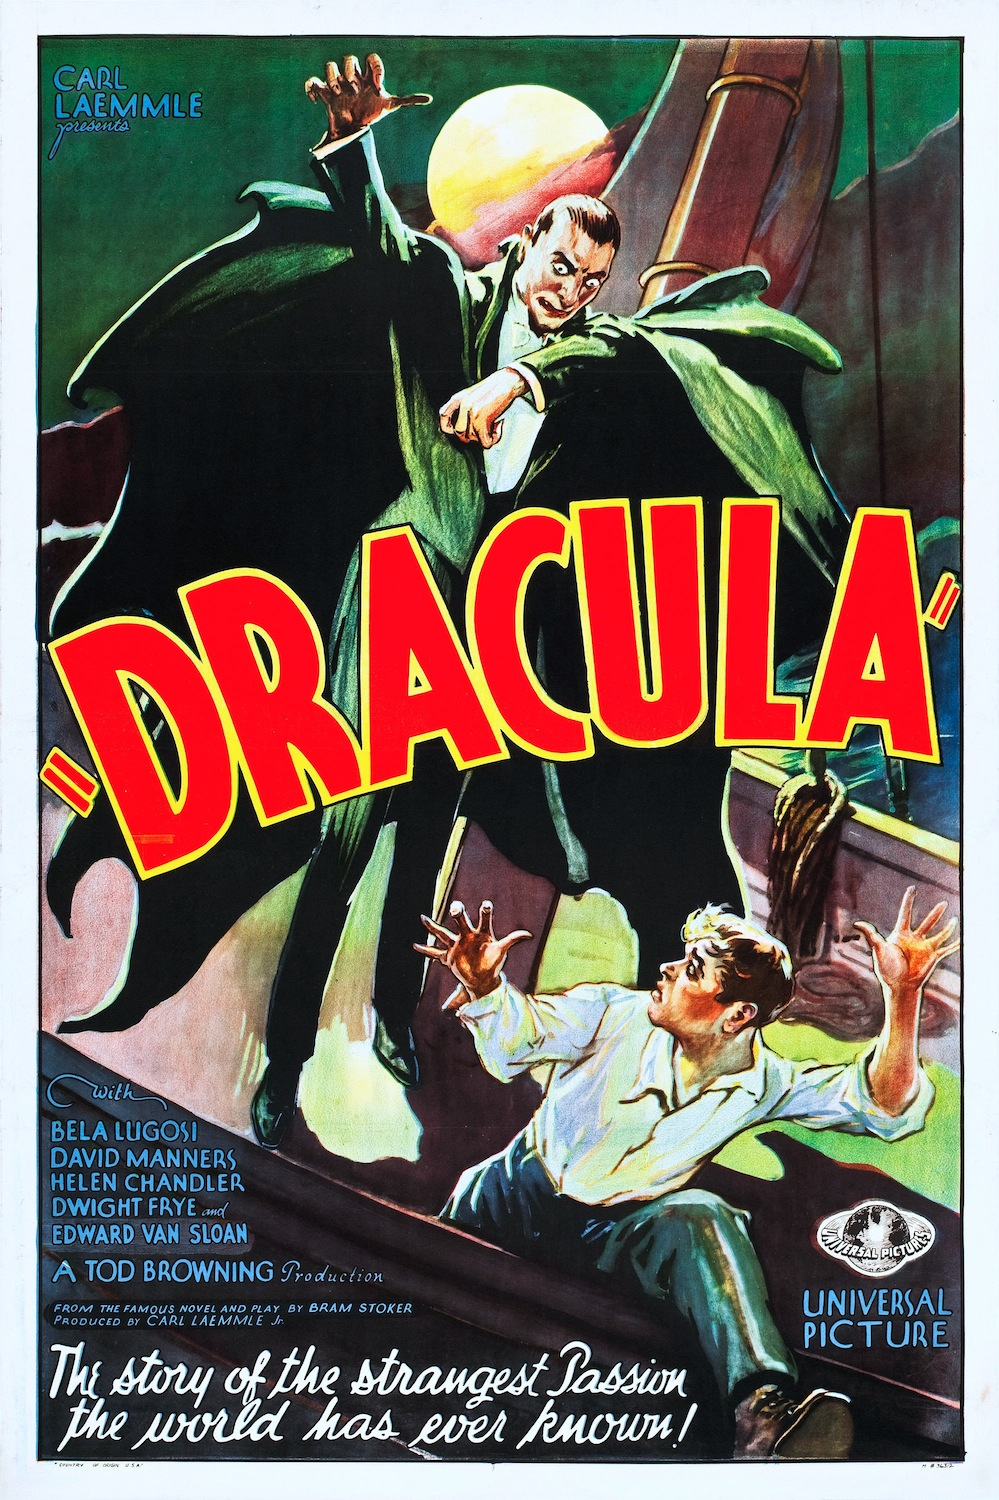 CARL
LAEMMLE
presents
"DRACULA"
with
BELA LUGOSI
DAVID MANNERS
HELEN CHANDLER
DWIGHT FRYE and
EDWARD VAN SLOAN
A TOD BROWNING Production
FROM THE FAMOUS NOVEL AND PLAY BY BRAM STOKER
PRODUCED BY CARL LAEMMLE Jr.
The story of the strangest Passion
the world has ever known!
UNIVERSAL PICTURES
UNIVERSAL
PICTURE
"COUNTRY OF ORIGIN U.S.A"